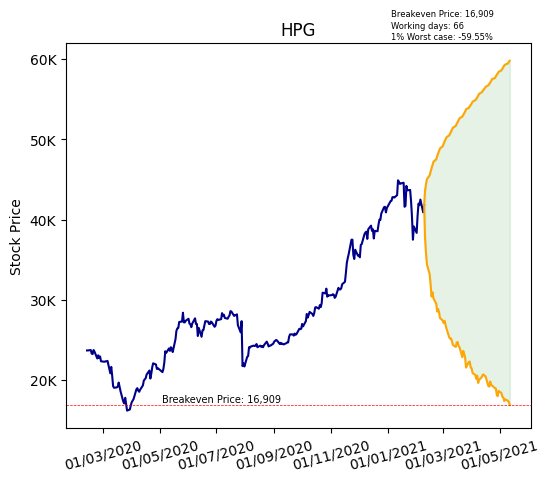 Breakeven Price: 16,909
Working days: 66
1% Worst case: -59.55%
HPG
60K
50K
40K
30K
20K
Stock Price
Breakeven Price: 16,909
01/03/2020
01/05/2020
01/07/2020
01/09/2020
01/11/2020
01/01/2021
01/03/2021
01/05/2021